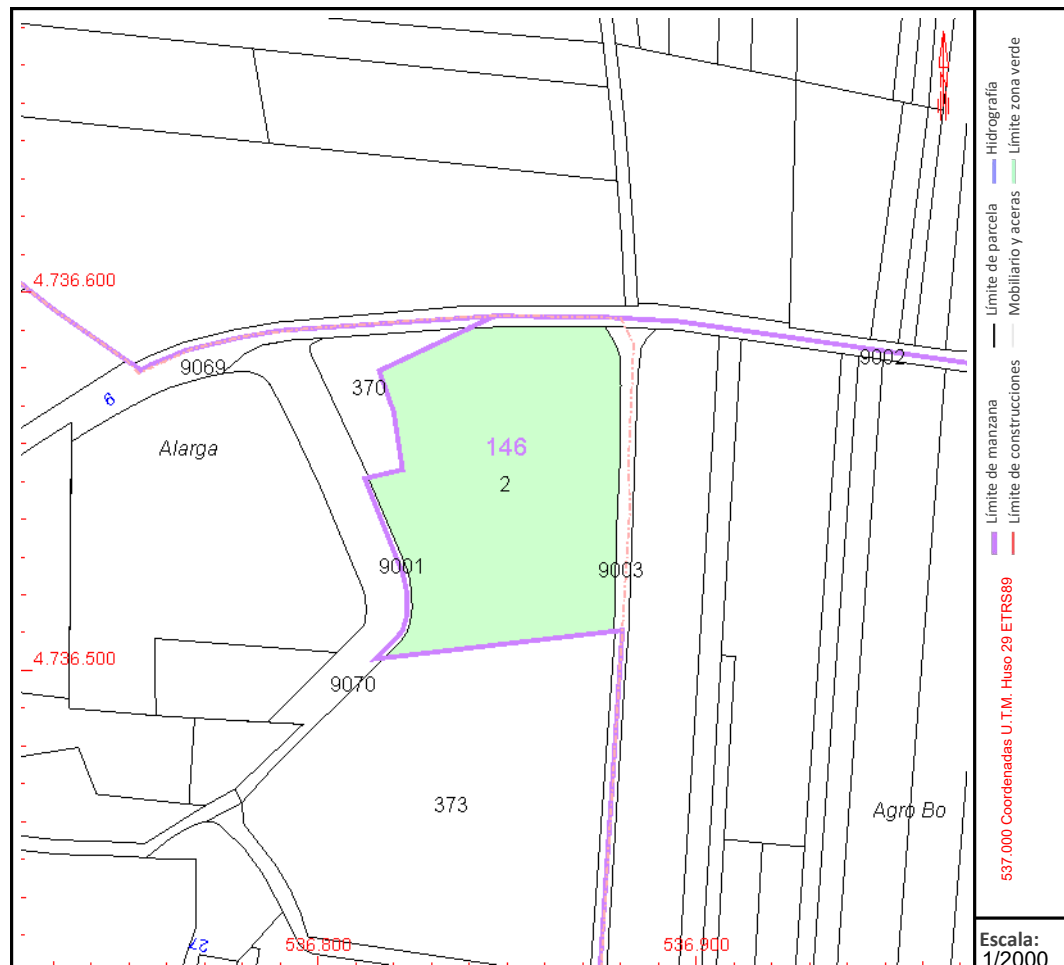 4.736.600
9069
9002
370
9
Alarga
146
2
9001
9003
4.736.500
9070
373
Agro Bo
27
536.800
536.900
Hidrografía
Límite zona verde
Límite de parcela
Mobiliario y aceras
Límite de manzana
Límite de construcciones
537.000 Coordenadas U.T.M. Huso 29 ETRS89
Escala:
1/2000